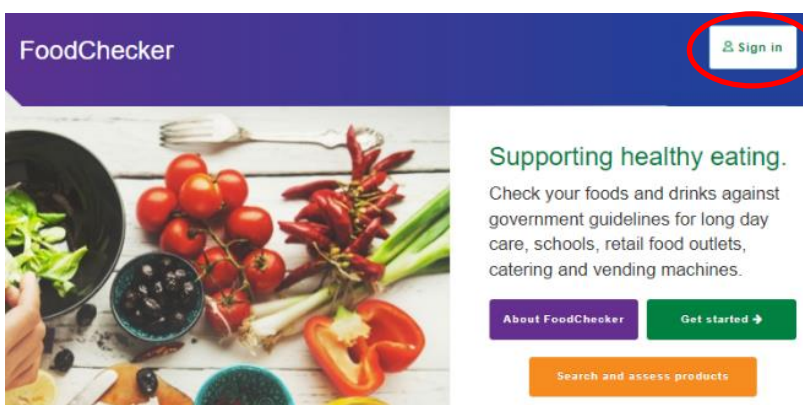 FoodChecker
Sign in
Supporting healthy eating.
Check your foods and drinks against
government guidelines for long day
care, schools, retail food outlets,
catering and vending machines.
About FoodChecker
Get started →
Search and assess products